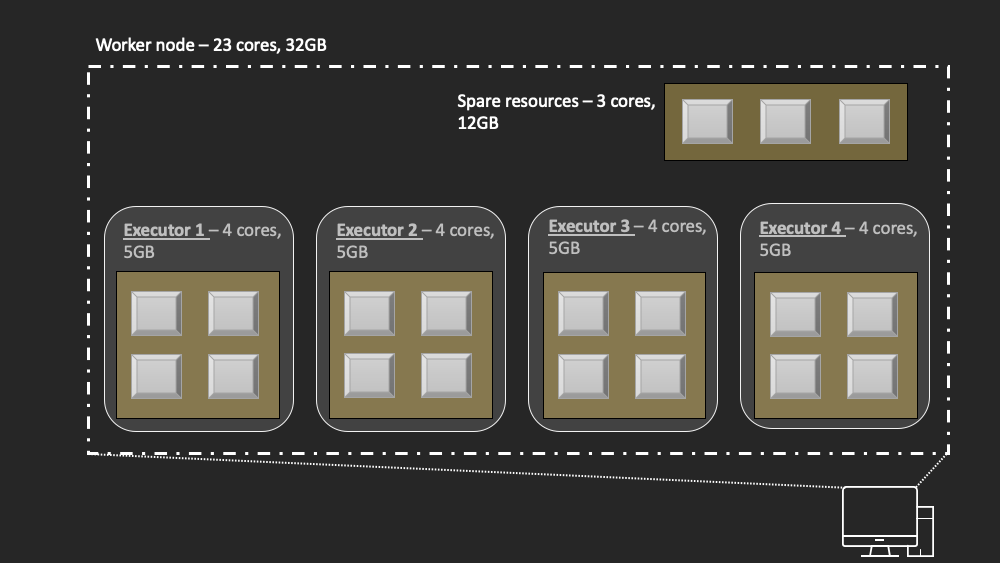 Worker node – 23 cores, 32GB
Spare resources – 3 cores,
12GB
Executor 1 – 4 cores,
5GB
Executor 2 – 4 cores,
5GB
Executor 3 – 4 cores,
5GB
Executor 4 – 4 cores,
5GB